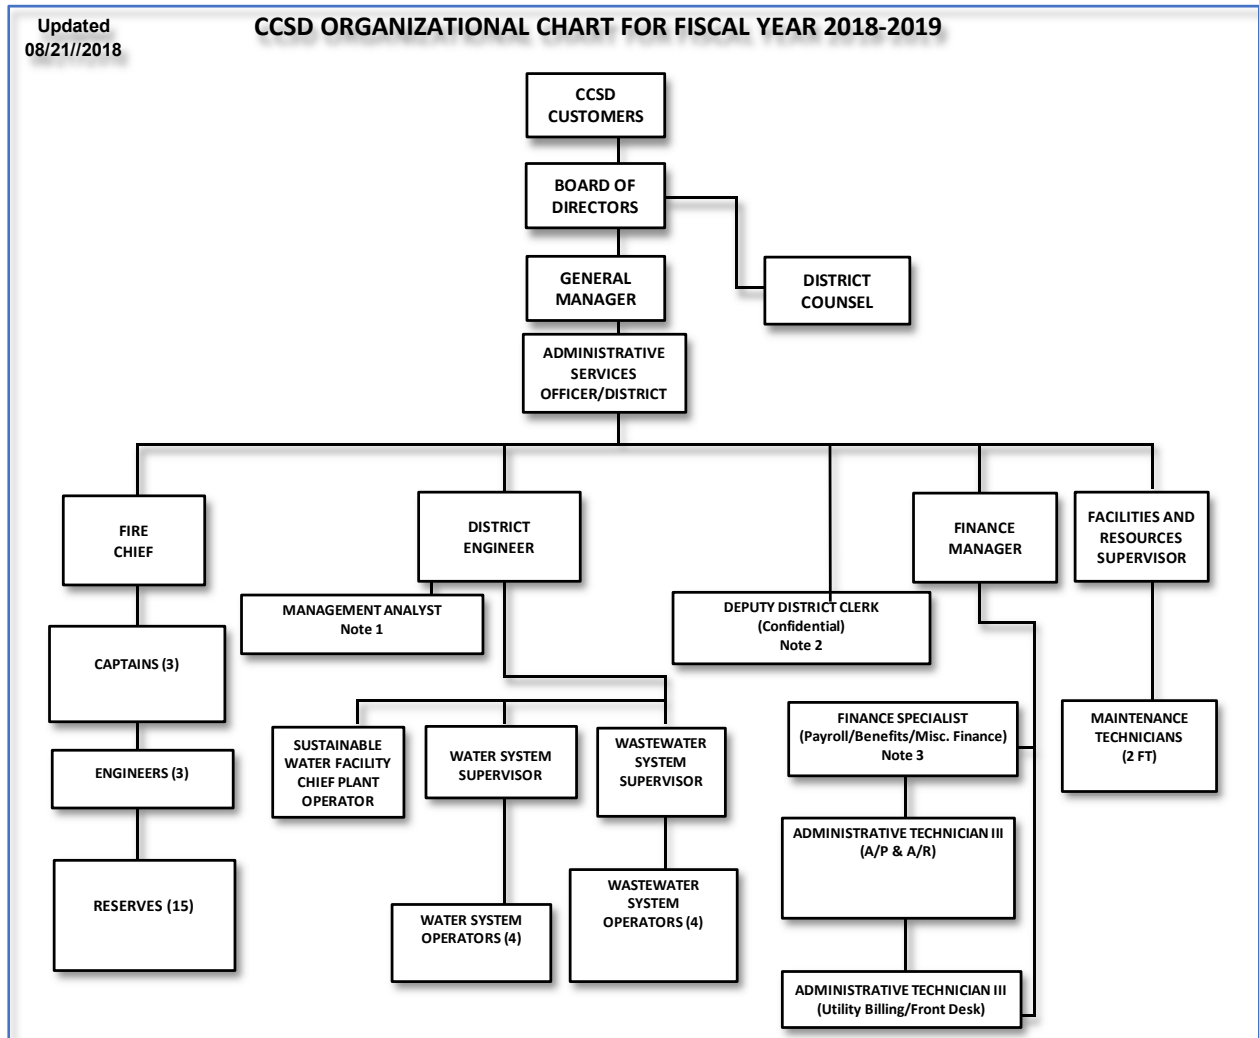 Updated
08/21//2018
CCSD ORGANIZATIONAL CHART FOR FISCAL YEAR 2018-2019
CCSD
CUSTOMERS
BOARD OF
DIRECTORS
GENERAL
MANAGER
DISTRICT
COUNSEL
ADMINISTRATIVE
SERVICES
OFFICER/DISTRICT
FIRE
CHIEF
DISTRICT
ENGINEER
FINANCE
MANAGER
FACILITIES AND
RESOURCES
SUPERVISOR
MANAGEMENT ANALYST
Note 1
DEPUTY DISTRICT CLERK
(Confidential)
Note 2
CAPTAINS (3)
ENGINEERS (3)
RESERVES (15)
SUSTAINABLE
WATER FACILITY
CHIEF PLANT
OPERATOR
WATER SYSTEM
SUPERVISOR
WASTEWATER
SYSTEM
SUPERVISOR
FINANCE SPECIALIST
(Payroll/Benefits/Misc. Finance)
Note 3
MAINTENANCE
TECHNICIANS
(2 FT)
ADMINISTRATIVE TECHNICIAN III
(A/P & A/R)
WATER SYSTEM
OPERATORS (4)
WASTEWATER
SYSTEM
OPERATORS (4)
ADMINISTRATIVE TECHNICIAN III
(Utility Billing/Front Desk)